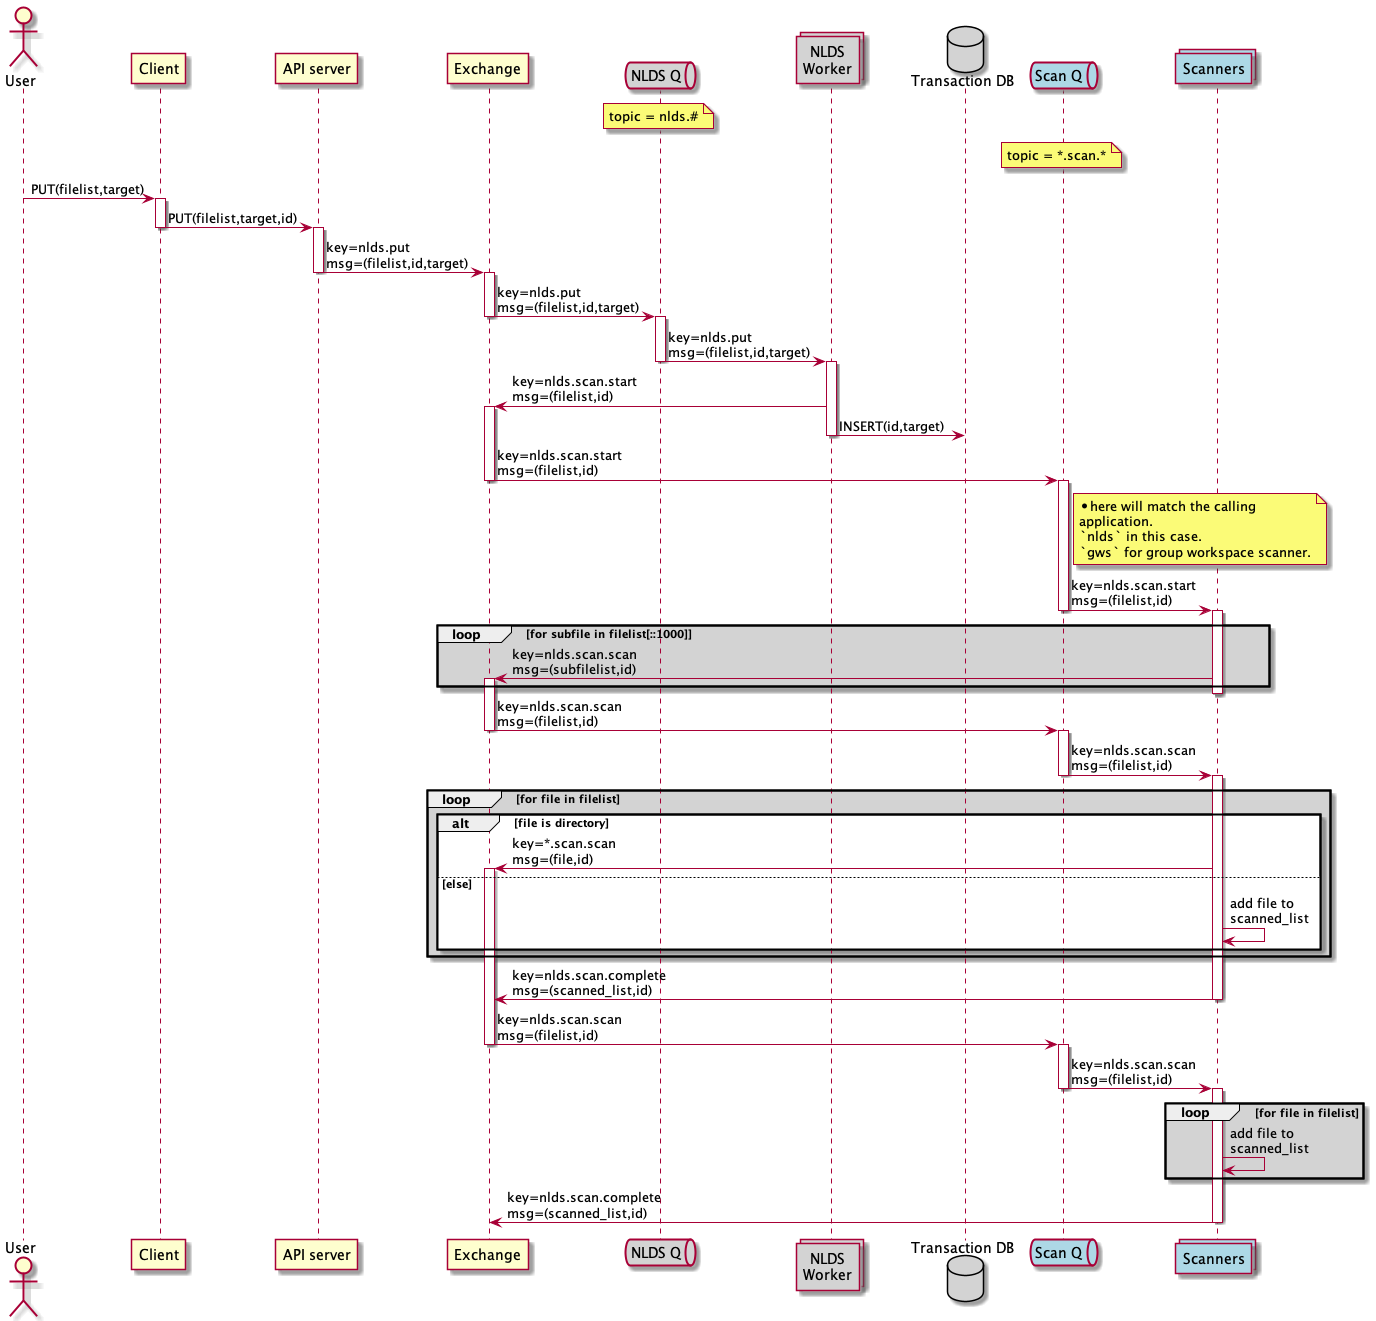 User
Client
API server
Exchange
NLDS Q
NLDS
Worker
Transaction DB
Scan Q
Scanners
topic = nlds.#
topic = *.scan.*
PUT(filelist,target)
PUT(filelist,target,id)
key=nlds.put
msg=(filelist,id,target)
key=nlds.put
msg=(filelist,id,target)
key=nlds.put
msg=(filelist,id,target)
key=nlds.scan.start
msg=(filelist,id)
INSERT(id,target)
key=nlds.scan.start
msg=(filelist,id)
• here will match the calling
application.
`nlds` in this case.
`gws` for group workspace scanner.
key=nlds.scan.start
msg=(filelist,id)
loop [for subfile in filelist[::1000]]
key=nlds.scan.scan
msg=(subfilelist,id)
key=nlds.scan.scan
msg=(filelist,id)
key=nlds.scan.scan
msg=(filelist,id)
loop [for file in filelist]
alt [file is directory]
key=*.scan.scan
msg=(file,id)
[else]
add file to
scanned_list
key=nlds.scan.complete
msg=(scanned_list,id)
key=nlds.scan.scan
msg=(filelist,id)
key=nlds.scan.scan
msg=(filelist,id)
loop [for file in filelist]
add file to
scanned_list
key=nlds.scan.complete
msg=(scanned_list,id)
User
Client
API server
Exchange
NLDS Q
NLDS
Worker
Transaction DB
Scan Q
Scanners